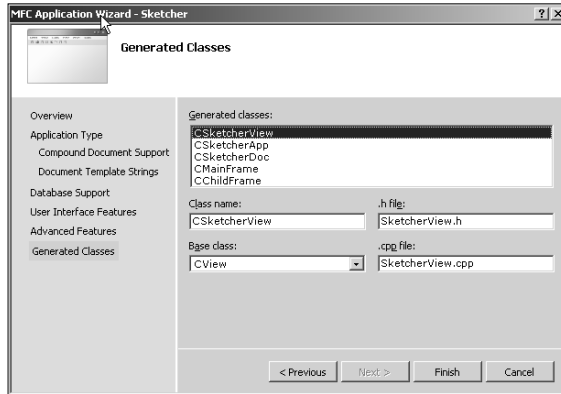 MFC Application Wizard - Sketcher
Generated Classes
Overview
Application Type
Compound Document Support
Document Template Strings
Database Support
User Interface Features
Advanced Features
Generated Classes
Generated classes:
CSketcherView
CSketcherApp
CSketcherDoc
CMainFrame
CChildFrame
Class name:
.h file:
CSketcherView
SketcherView.h
Base class:
.cpp file:
CView
SketcherView.cpp
< Previous
Next >
Finish
Cancel